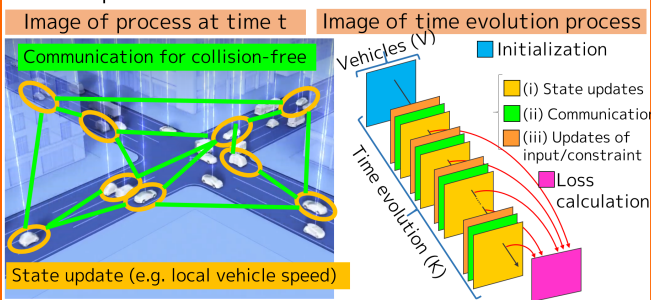 Image of process at time t
Image of time evolution process
Communication for collision-free
State update (e.g. local vehicle speed)
Vehicles (V)
Time evolution (K)
Initialization
(i) State updates
(ii) Communication
(iii) Updates of
input/constraint
Loss
calculation